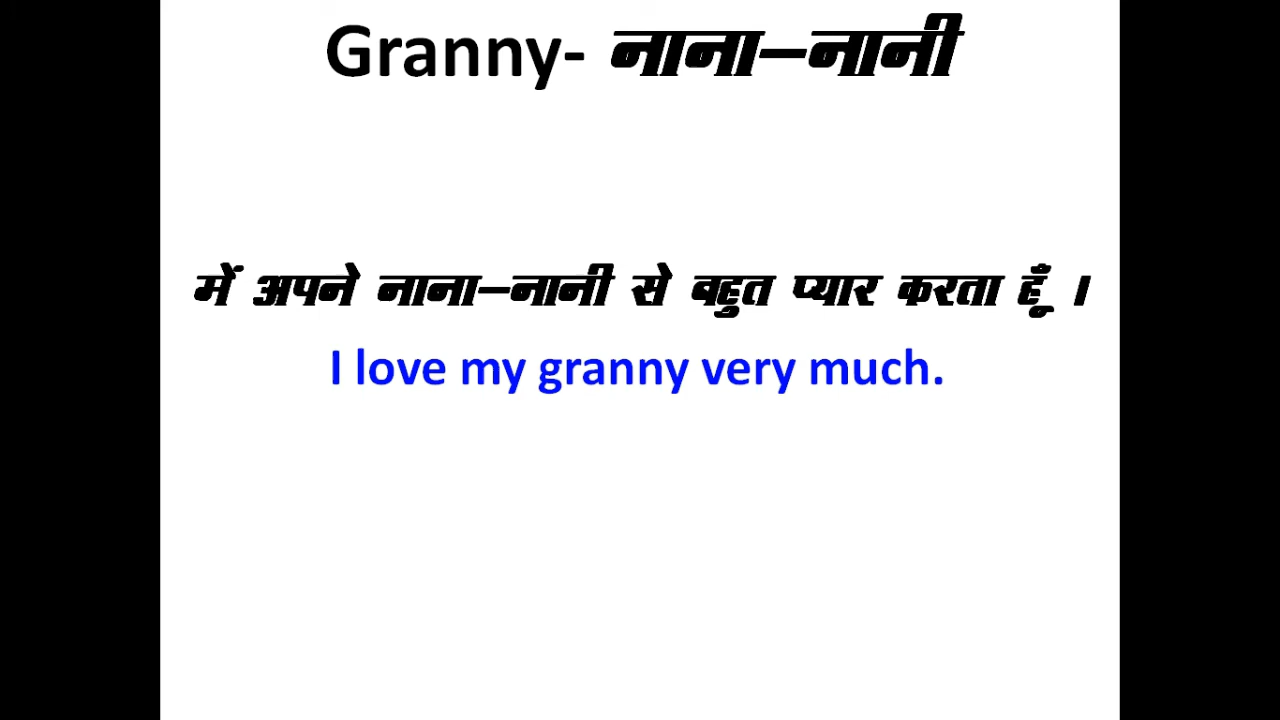 Granny- नाना-नानी
में अपने नाना-नानी से बहुत प्यार करता हूँ ।
I love my granny very much.